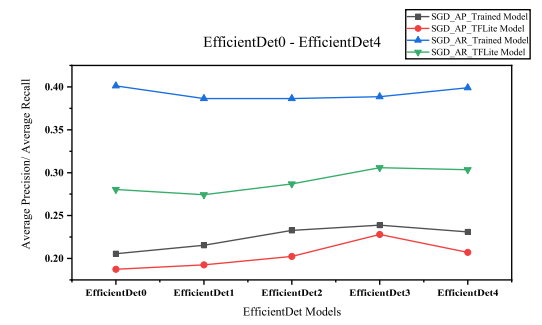 SGD_AP_Trained Model
SGD_AP_TFLite Model
SGD_AR_Trained Model
SGD_AR_TFLite Model
EfficientDet0 - EfficientDet4
Average Precision/ Average Recall
0.40
0.35
0.30
0.25
0.20
EfficientDet0 EfficientDet1 EfficientDet2 EfficientDet3 EfficientDet4
EfficientDet Models